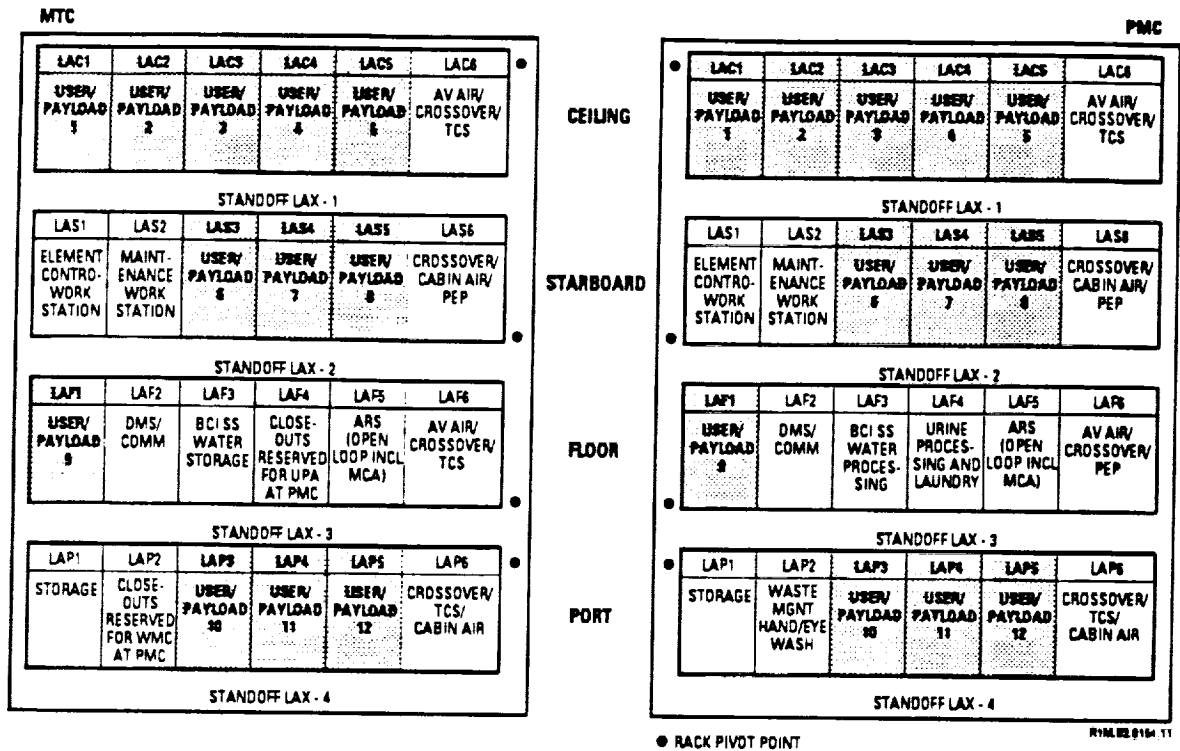 MTC
LAC1 LAC2 LAC3 LAC4 LAC5 LAC6
USER/ PAYLOAD 1
USER/ PAYLOAD 2
USER/ PAYLOAD 3
USER/ PAYLOAD 4
USER/ PAYLOAD 5
AV AIR/
CROSSOVER/
TCS
STANDOFF LAX - 1
LAS1 LAS2 LAS3 LAS4 LAS5 LAS6
ELEMENT
CONTRO-
WORK
STATION
MAINT-
ENANCE
WORK
STATION
USER/
PAYLOAD
6
USER/
PAYLOAD
7
USER/
PAYLOAD
8
CROSSOVER/
CABIN AIR/
PEP
STANDOFF LAX - 2
LAF1 LAF2 LAF3 LAF4 LAF5 LAF6
USER/
PAYLOAD
9
DMS/
COMM
BCI SS
WATER
STORAGE
CLOSE-
OUTS
RESERVED
FOR UPA
AT PMC
ARS
(OPEN
LOOP INCL
MCA)
AV AIR/
CROSSOVER/
TCS
STANDOFF LAX - 3
LAP1 LAP2 LAP3 LAP4 LAP5 LAP6
STORAGE
CLOSE-
OUTS
RESERVED
FOR WMC
AT PMC
USER/
PAYLOAD
10
USER/
PAYLOAD
11
USER/
PAYLOAD
12
CROSSOVER/
TCS/
CABIN AIR
STANDOFF LAX - 4
CEILING
STARBOARD
FLOOR
PORT
PMC
LAC1 LAC2 LAC3 LAC4 LAC5 LAC6
USER/
PAYLOAD
1
USER/
PAYLOAD
2
USER/
PAYLOAD
3
USER/
PAYLOAD
4
USER/
PAYLOAD
5
AV AIR/
CROSSOVER/
TCS
STANDOFF LAX - 1
LAS1 LAS2 LAS3 LAS4 LAS5 LAS6
ELEMENT
CONTRO-
WORK
STATION
MAINT-
ENANCE
WORK
STATION
USER/
PAYLOAD
6
USER/
PAYLOAD
7
USER/
PAYLOAD
8
CROSSOVER/
CABIN AIR/
PEP
STANDOFF LAX - 2
LAF1 LAF2 LAF3 LAF4 LAF5 LAF6
USER/
PAYLOAD
9
DMS/
COMM
BCI SS
WATER
PROCES-
SING
URINE
PROCES-
SING AND
LAUNDRY
ARS
(OPEN
LOOP INCL
MCA)
AV AIR/
CROSSOVER/
PEP
STANDOFF LAX - 3
LAP1 LAP2 LAP3 LAP4 LAP5 LAP6
STORAGE
WASTE
MGNT
HAND/EYE
WASH
USER/
PAYLOAD
10
USER/
PAYLOAD
11
USER/
PAYLOAD
12
CROSSOVER/
TCS/
CABIN AIR
STANDOFF LAX - 4
RACK PIVOT POINT